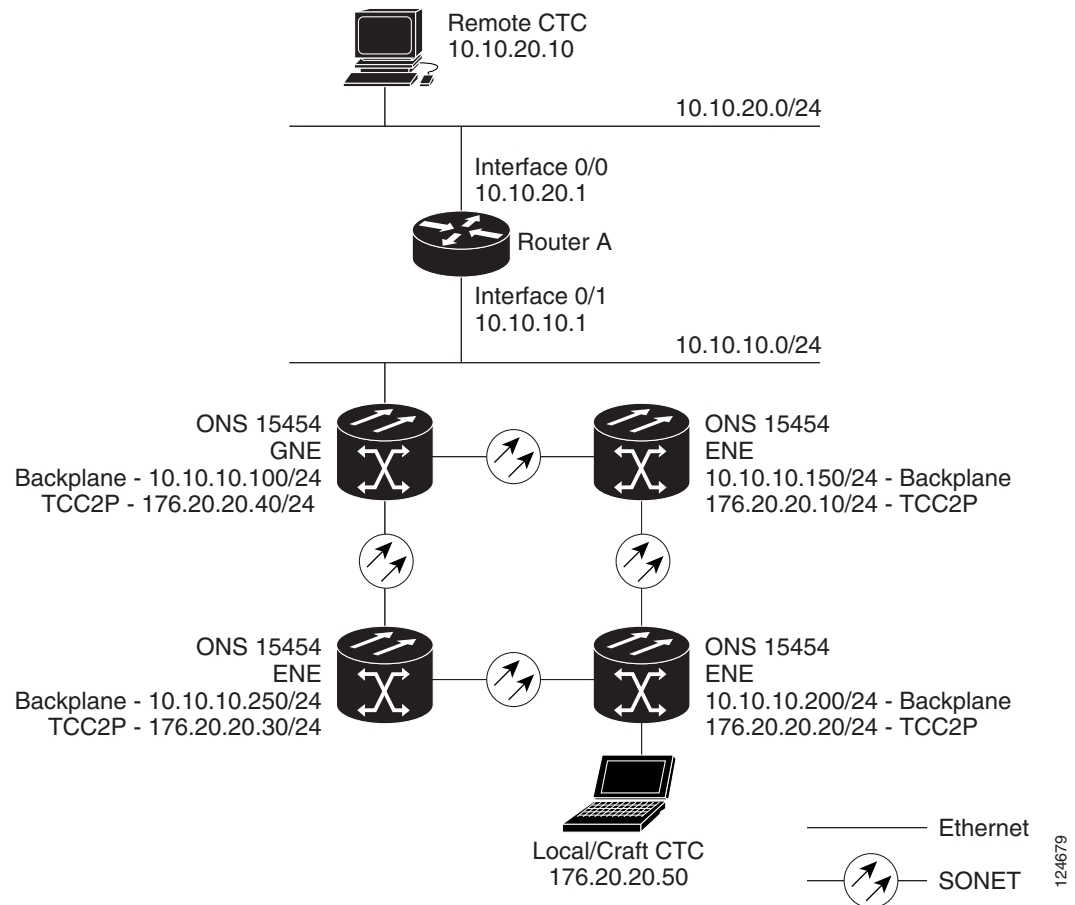 Remote CTC
10.10.20.10
10.10.20.0/24
Interface 0/0
10.10.20.1
Router A
Interface 0/1
10.10.10.1
10.10.10.0/24
ONS 15454
GNE
Backplane - 10.10.10.100/24
TCC2P - 176.20.20.40/24
ONS 15454
ENE
10.10.10.150/24 - Backplane
176.20.20.10/24 - TCC2P
ONS 15454
ENE
Backplane - 10.10.10.250/24
TCC2P - 176.20.20.30/24
ONS 15454
ENE
10.10.10.200/24 - Backplane
176.20.20.20/24 - TCC2P
Local/Craft CTC
176.20.20.50
Ethernet
SONET
124679